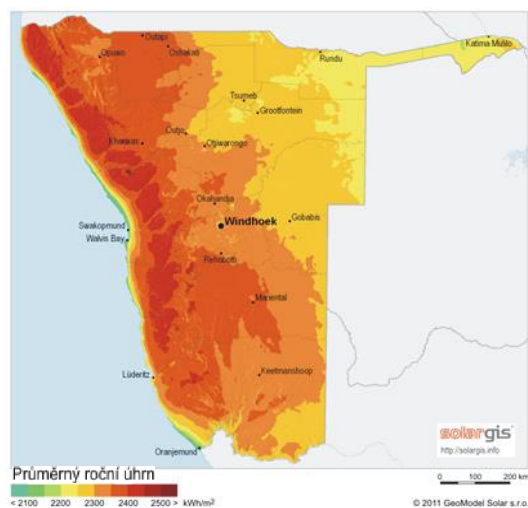 Outapi
Opuwo
Oshakati
Rundu
Katima Mulilo
Tsumeb
Grootfontein
Outjo
Khorixas
Otjiwarongo
Okahandja
Windhoek
Gobabis
Swakopmund
Walvis Bay
Rehoboth
Mariental
Lüderitz
Keetmanshoop
Oranjemund
solargis
http://solargis.info
Průměrný roční úhrn
0 100 200 km
< 2100 2200 2300 2400 2500 > kWh/m²
© 2011 GeoModel Solar s.r.o.